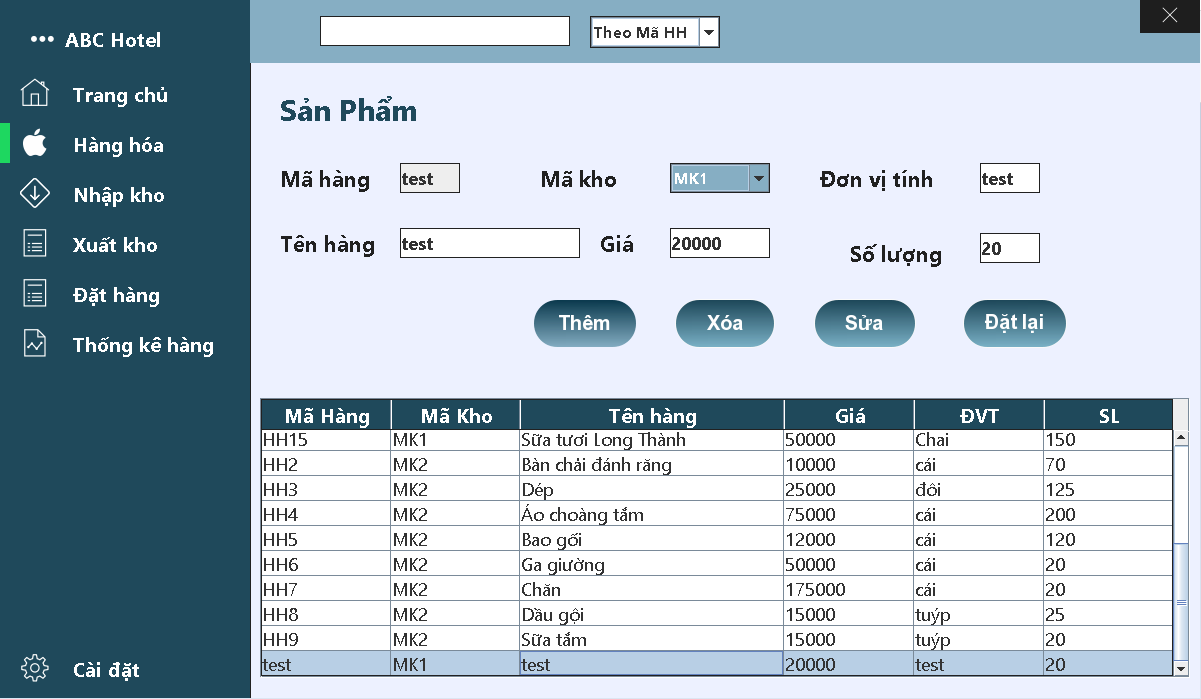 Theo Mã HH
••• ABC Hotel
Trang chủ
Hàng hóa
Nhập kho
Xuất kho
Đặt hàng
Thống kê hàng
Cài đặt
Sản Phẩm
Mã hàng test Mã kho MK1 Đơn vị tính test
Tên hàng test Giá 20000 Số lượng 20
Thêm Xóa Sửa Đặt lại
Mã Hàng Mã Kho Tên hàng Giá ĐVT SL
HH15 MK1 Sữa tươi Long Thành 50000 Chai 150
HH2 MK2 Bàn chải đánh răng 10000 cái 70
HH3 MK2 Dép 25000 đôi 125
HH4 MK2 Áo choàng tắm 75000 cái 200
HH5 MK2 Bao gối 12000 cái 120
HH6 MK2 Ga giường 50000 cái 20
HH7 MK2 Chăn 175000 cái 20
HH8 MK2 Dầu gội 15000 tuýp 25
HH9 MK2 Sữa tắm 15000 tuýp 20
test MK1 test 20000 test 20